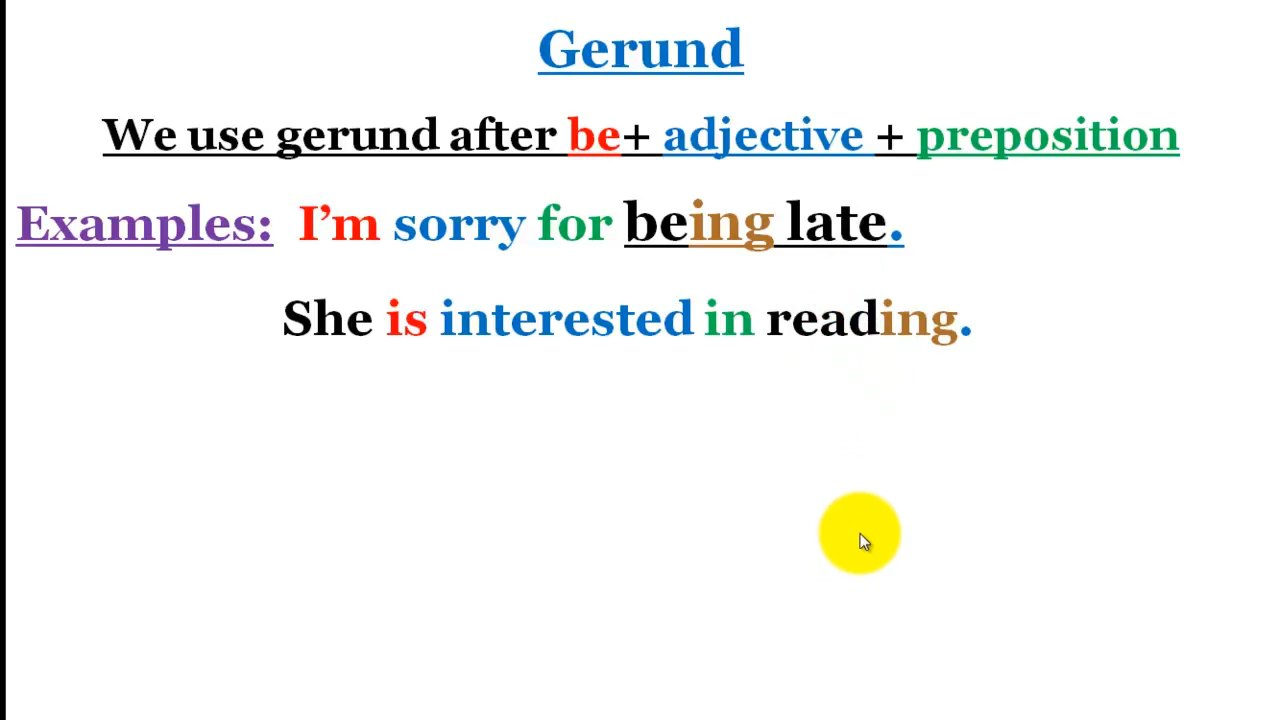 Gerund
We use gerund after be+ adjective + preposition
Examples: I’m sorry for being late.
She is interested in reading.